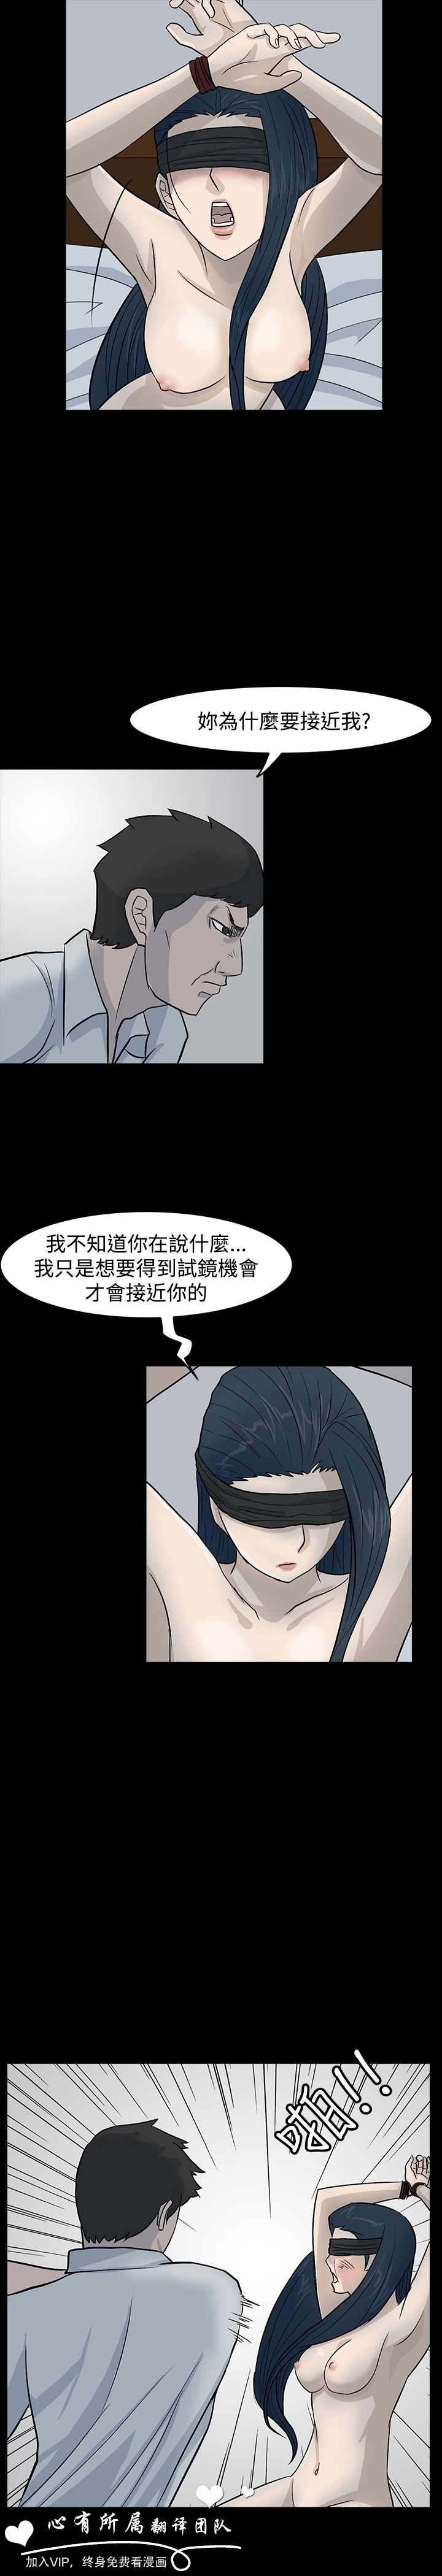 妳為什麼要接近我?
我不知道你在說什麼...
我只是想要得到試鏡機會
才會接近你的
啪!!
心有所属翻译团队
加入VIP，终身免费看漫画